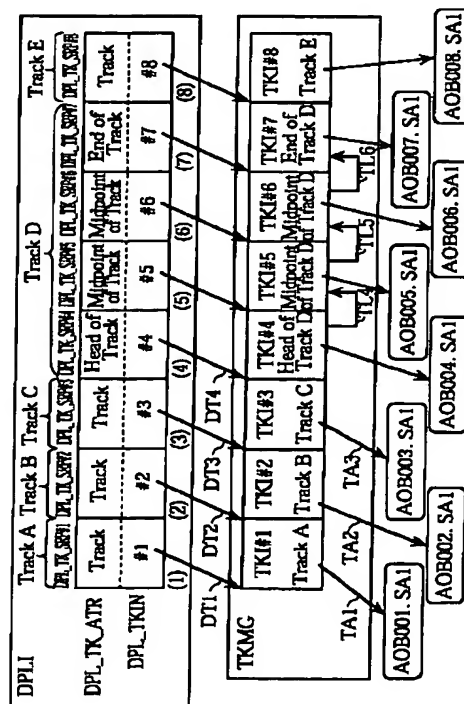 DPLI
Track A Track B Track C Track D Track E
DPL_TK_SRP#1 DPL_TK_SRP#2 DPL_TK_SRP#3 DPL_TK_SRP#4 DPL_TK_SRP#5 DPL_TK_SRP#6 DPL_TK_SRP#7 DPL_TK_SRP#8
DPL_TK_ATR Track Track Track Head of Track Midpoint of Track Midpoint of Track End of Track Track
DPL_TKIN #1 #2 #3 #4 #5 #6 #7 #8
(1) (2) (3) (4) (5) (6) (7) (8)
DT1 DT2 DT3 DT4
TKMG
TKI#1 TKI#2 TKI#3 TKI#4 TKI#5 TKI#6 TKI#7 TKI#8
Track A Track B Track C Head of Track D Midpoint of Track D Midpoint of Track D End of Track D Track E
TL4 TL5 TL6
TA1 TA2 TA3
AOB001. SA1 AOB003. SA1 AOB005. SA1 AOB007. SA1
AOB002. SA1 AOB004. SA1 AOB006. SA1 AOB008. SA1